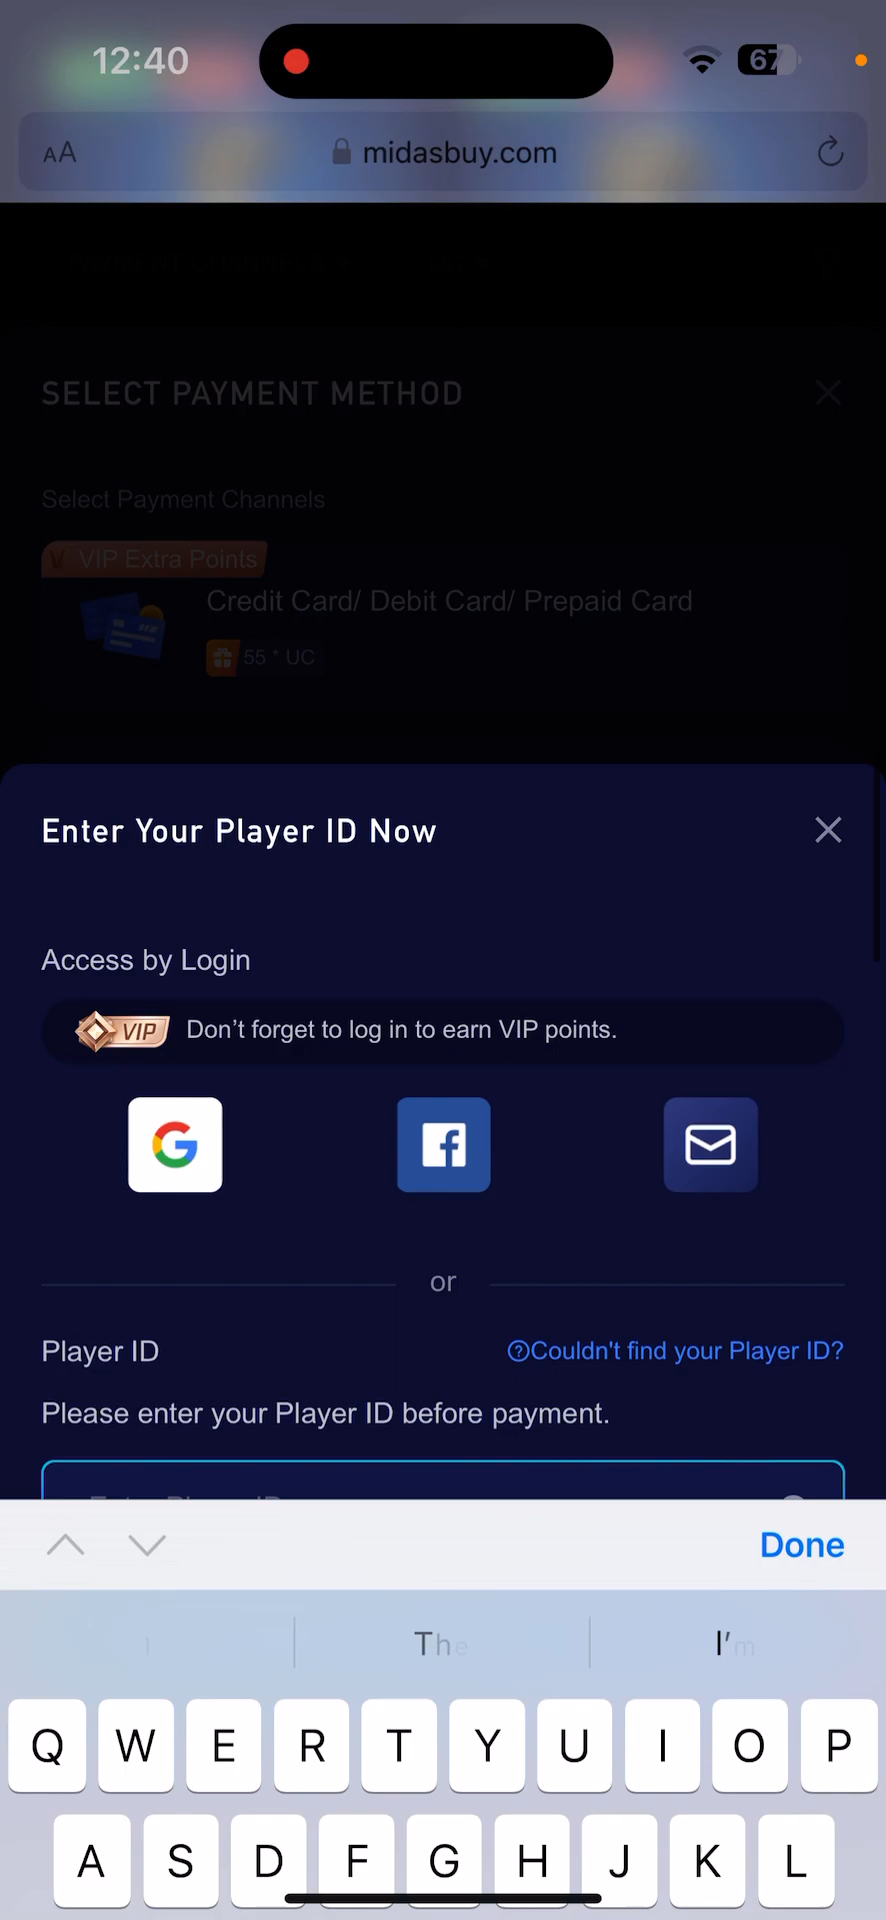 12:40
67
AA
midasbuy.com
SELECT PAYMENT METHOD
Select Payment Channels
V VIP Extra Points
Credit Card/ Debit Card/ Prepaid Card
55 * UC
Enter Your Player ID Now
Access by Login
VIP Don't forget to log in to earn VIP points.
or
Player ID
Couldn't find your Player ID?
Please enter your Player ID before payment.
Done
I The I'm
Q W E R T Y U I O P
A S D F G H J K L